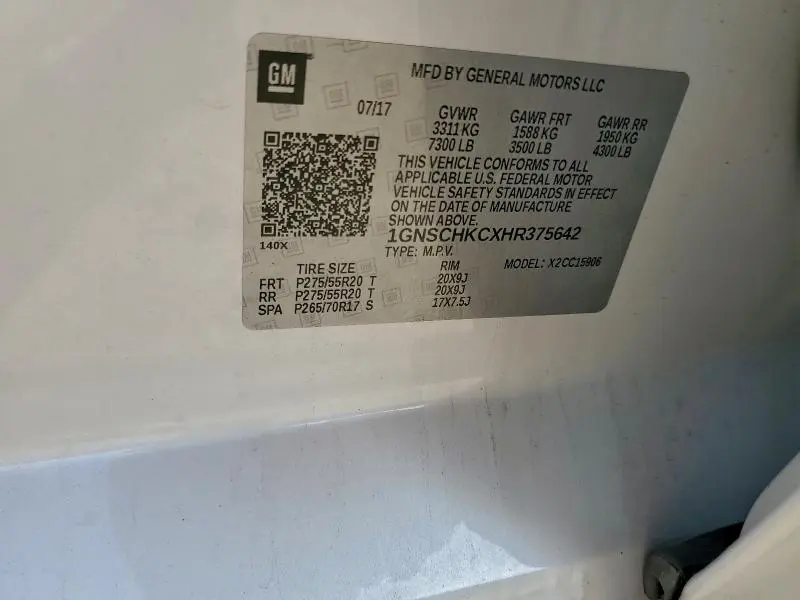 GM
MFD BY GENERAL MOTORS LLC
07/17 GVWR GAWR FRT GAWR RR
3311 KG 1588 KG 1950 KG
7300 LB 3500 LB 4300 LB
THIS VEHICLE CONFORMS TO ALL
APPLICABLE U.S. FEDERAL MOTOR
VEHICLE SAFETY STANDARDS IN EFFECT
ON THE DATE OF MANUFACTURE
SHOWN ABOVE.
1GNSCHKCXHR375642
140X
TYPE: M.P.V.
MODEL: X2CC15906
TIRE SIZE RIM
FRT P275/55R20 T 20X9J
RR P275/55R20 T 20X9J
SPA P265/70R17 S 17X7.5J